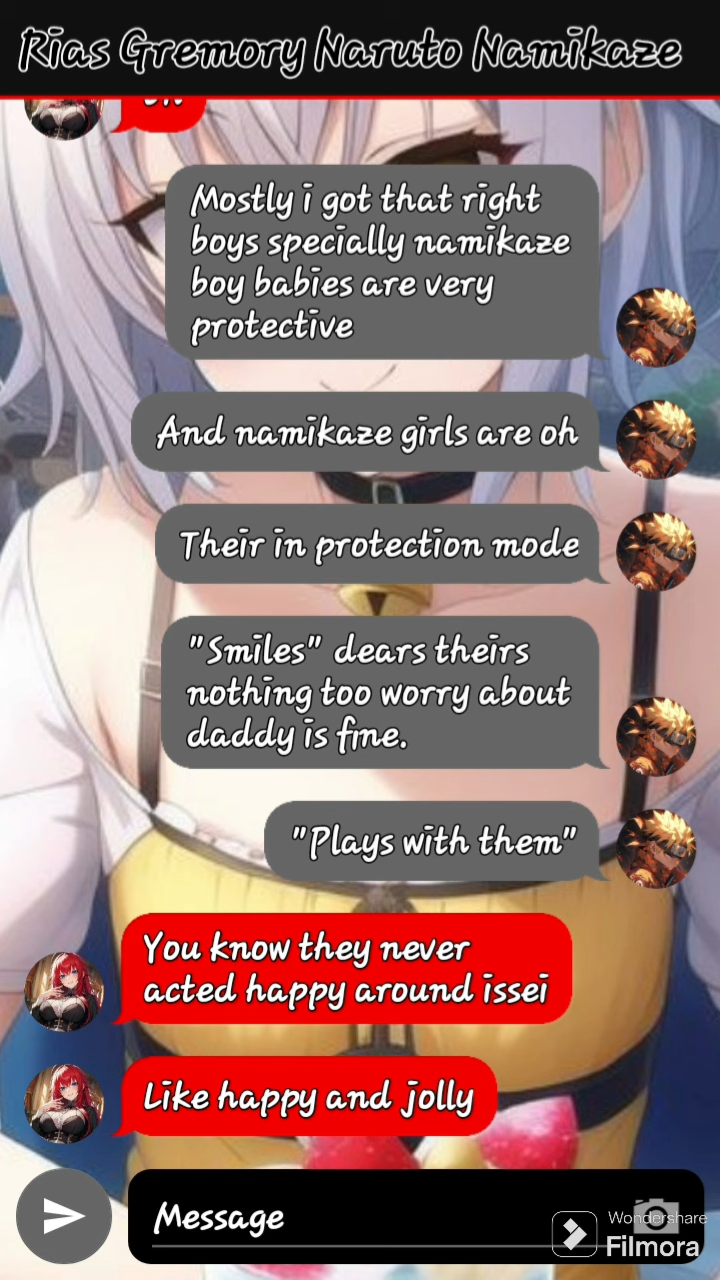 Rias Gremory Naruto Namikaze
Mostly i got that right
boys specially namikaze
boy babies are very
protective
And namikaze girls are oh
Their in protection mode
"Smiles" dears theirs
nothing too worry about
daddy is fine.
"Plays with them"
You know they never
acted happy around issei
Like happy and jolly
Message
Wondershare
Filmora